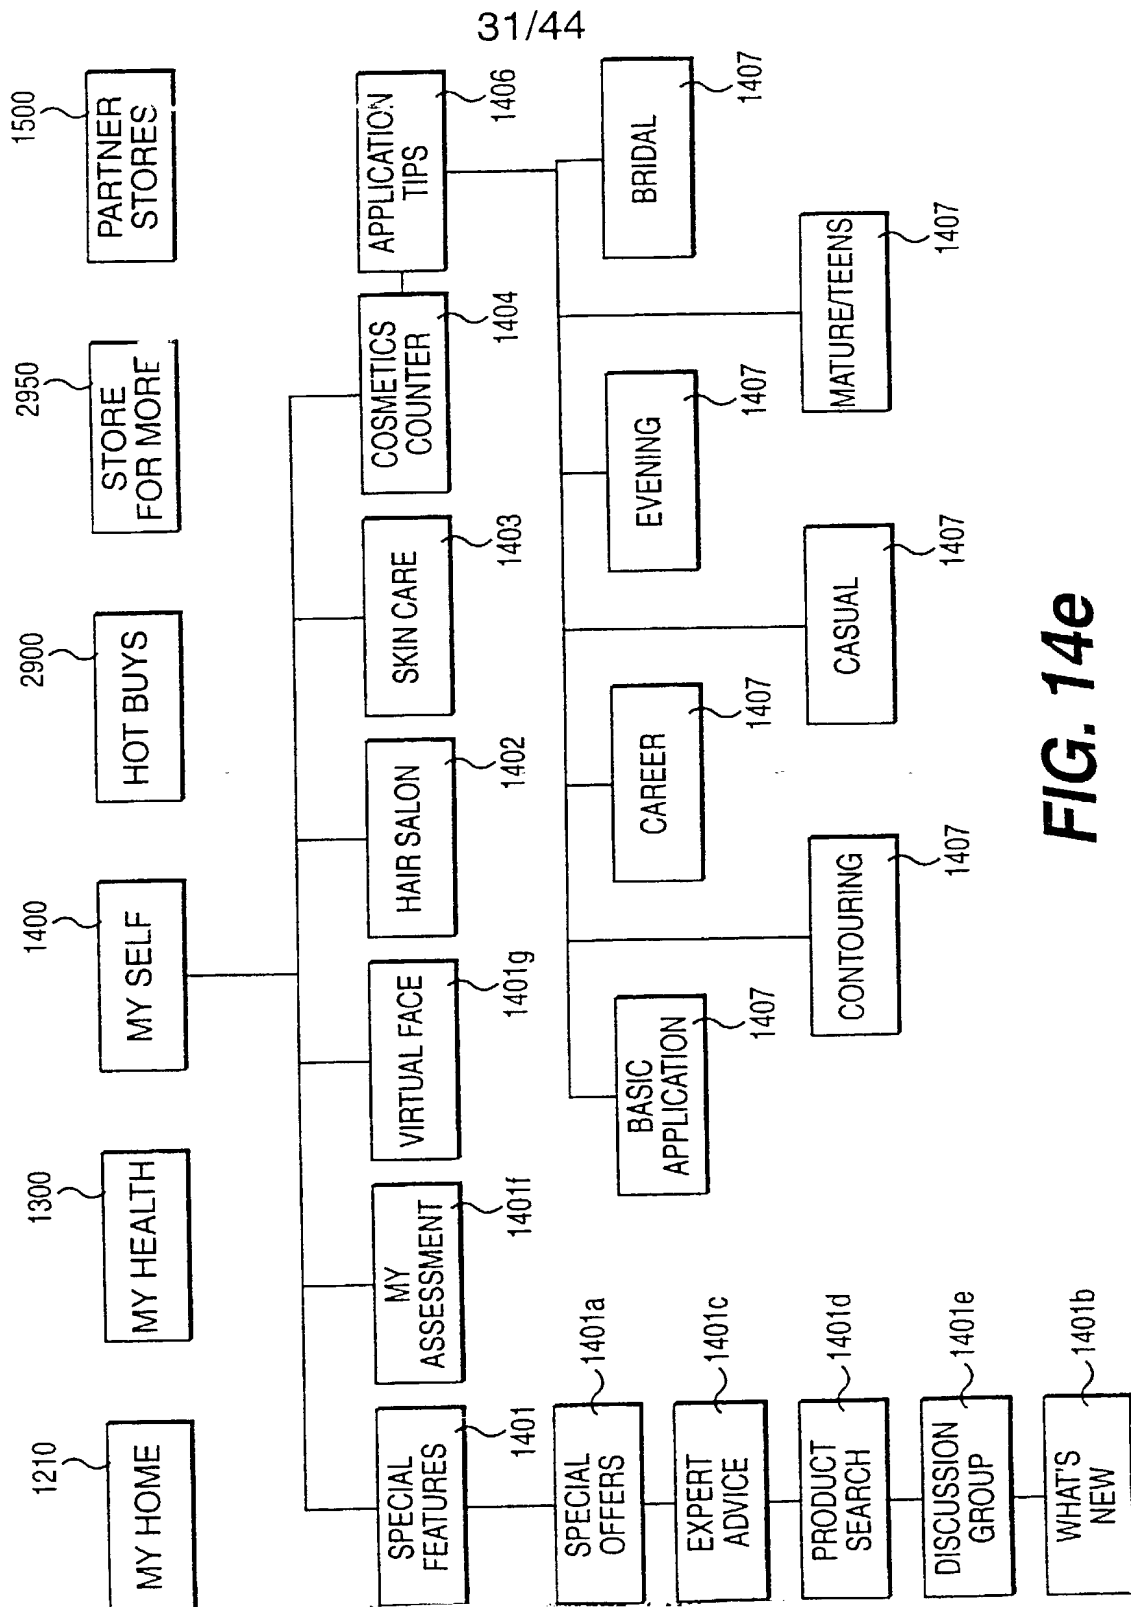 31/44
1210
MY HOME
1300
MY HEALTH
1400
MY SELF
2900
HOT BUYS
2950
STORE
FOR MORE
1500
PARTNER
STORES
SPECIAL
FEATURES
1401
MY
ASSESSMENT
1401f
VIRTUAL FACE
1401g
HAIR SALON
1402
SKIN CARE
1403
COSMETICS
COUNTER
1404
APPLICATION
TIPS
1406
SPECIAL
OFFERS
1401a
EXPERT
ADVICE
1401c
PRODUCT
SEARCH
1401d
DISCUSSION
GROUP
1401e
WHAT'S
NEW
1401b
BASIC
APPLICATION
1407
CAREER
1407
EVENING
1407
BRIDAL
1407
CONTOURING
1407
CASUAL
1407
MATURE/TEENS
1407
FIG. 14e